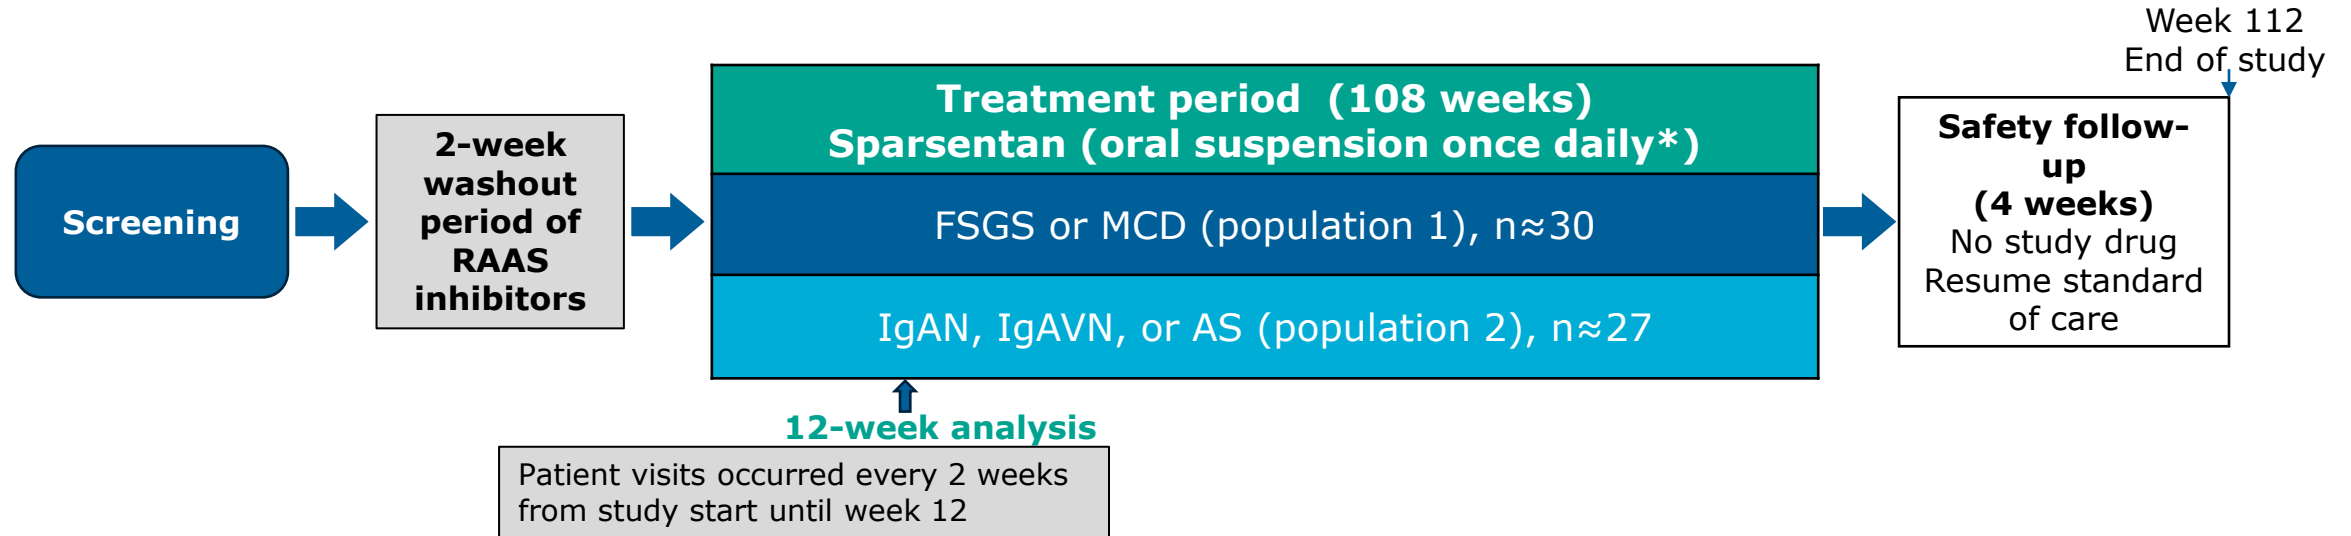 Week 112
End of study
Screening
2-week
washout
period of
RAAS
inhibitors
Treatment period (108 weeks)
Sparsentan (oral suspension once daily*)
FSGS or MCD (population 1), n≈30
IgAN, IgAVN, or AS (population 2), n≈27
12-week analysis
Patient visits occurred every 2 weeks
from study start until week 12
Safety follow-
up
(4 weeks)
No study drug
Resume standard
of care